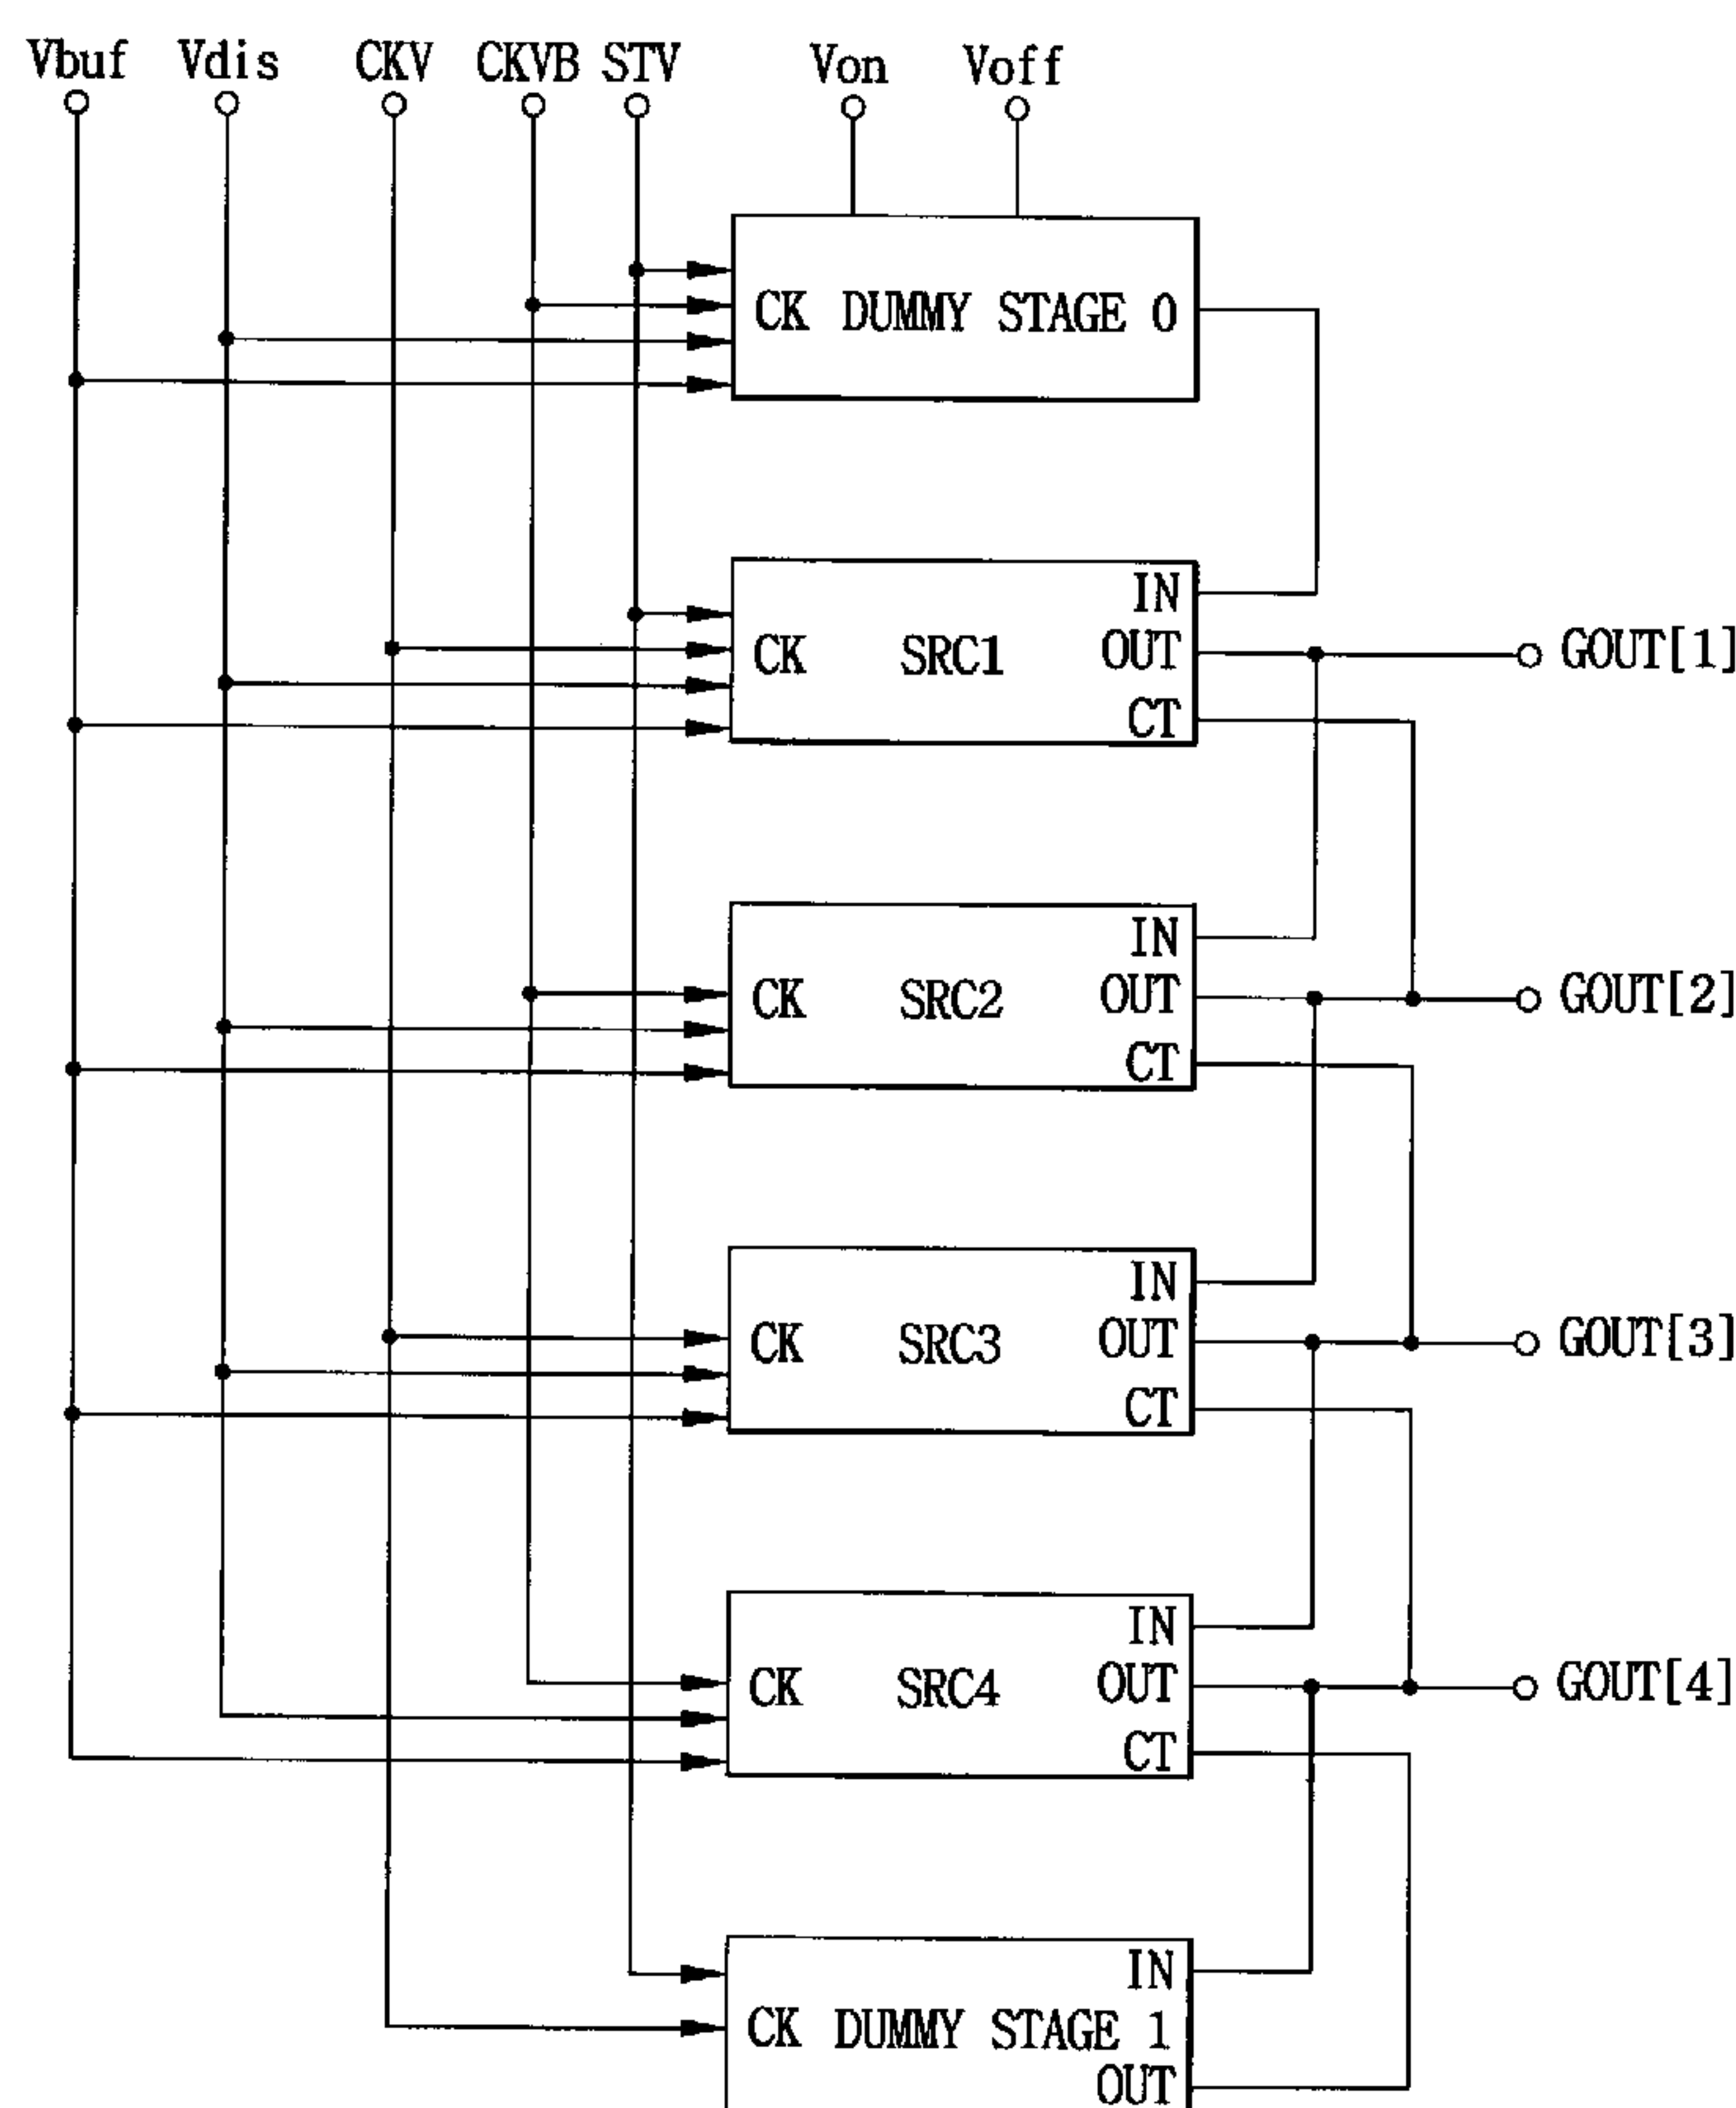 Vbuf Vdis CKV CKVB STV Von Voff
CK DUMMY STAGE 0
IN
CK SRC1 OUT GOUT[1]
CT
IN
CK SRC2 OUT GOUT[2]
CT
IN
CK SRC3 OUT GOUT[3]
CT
IN
CK SRC4 OUT GOUT[4]
CT
IN
CK DUMMY STAGE 1
OUT